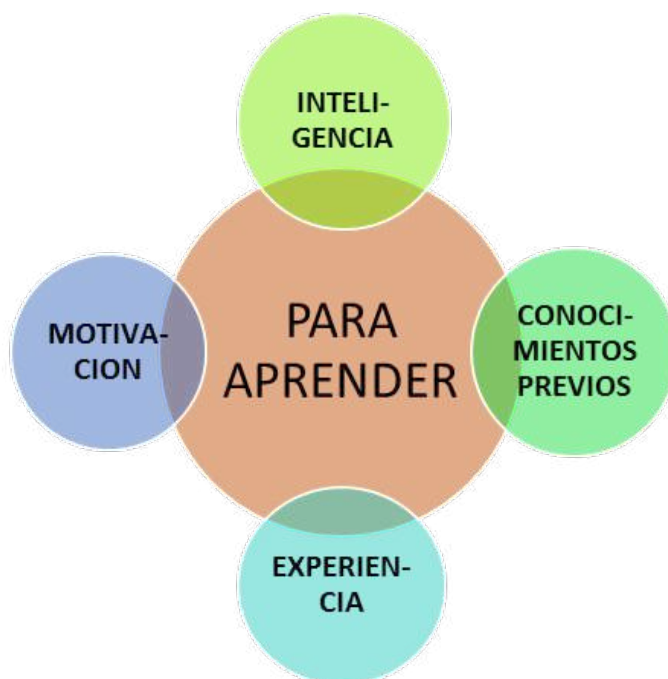 INTELI-
GENCIA
MOTIVA-
CION
PARA
APRENDER
CONOCI-
MIENTOS
PREVIOS
EXPERIEN-
CIA